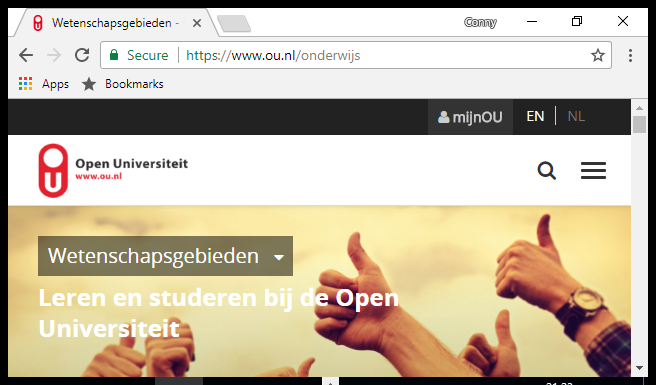 Wetenschapsgebieden -
Conny
Secure
https://www.ou.nl/onderwijs
Apps
Bookmarks
mijnOU
EN
NL
Open Universiteit
www.ou.nl
Wetenschapsgebieden
Leren en studeren bij de Open
Universiteit